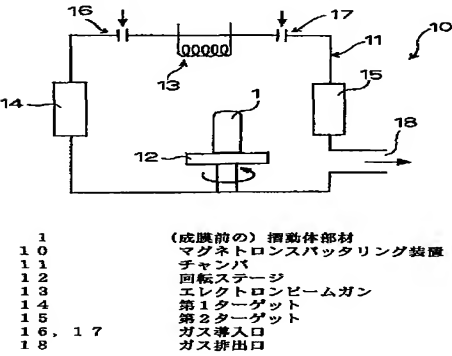 16
17
10
11
13
14
15
1
12
18
1 (成膜前の) 摺動体部材
10 マグネトロンスパッタリング装置
11 チャンバ
12 回転ステージ
13 エレクトロンビームガン
14 第1ターゲット
15 第2ターゲット
16, 17 ガス導入口
18 ガス排出口